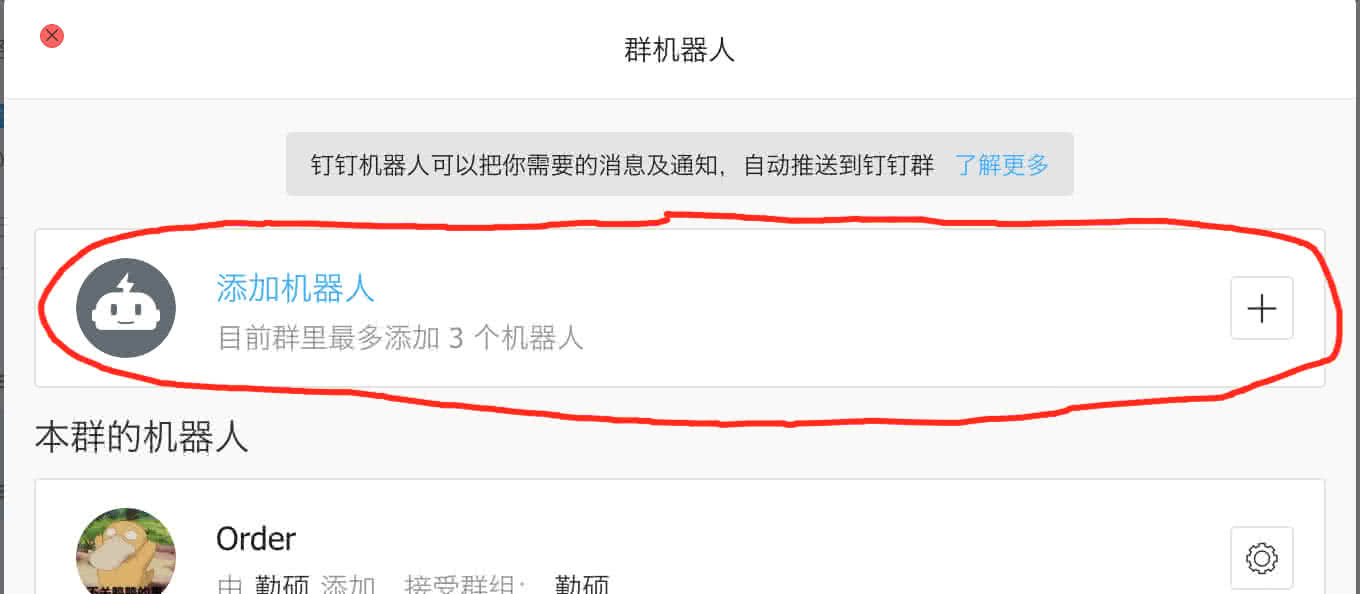 群机器人
钉钉机器人可以把你需要的消息及通知，自动推送到钉钉群 了解更多
添加机器人
目前群里最多添加 3 个机器人
本群的机器人
Order
由 勤硕 添加，接受群组： 勤硕